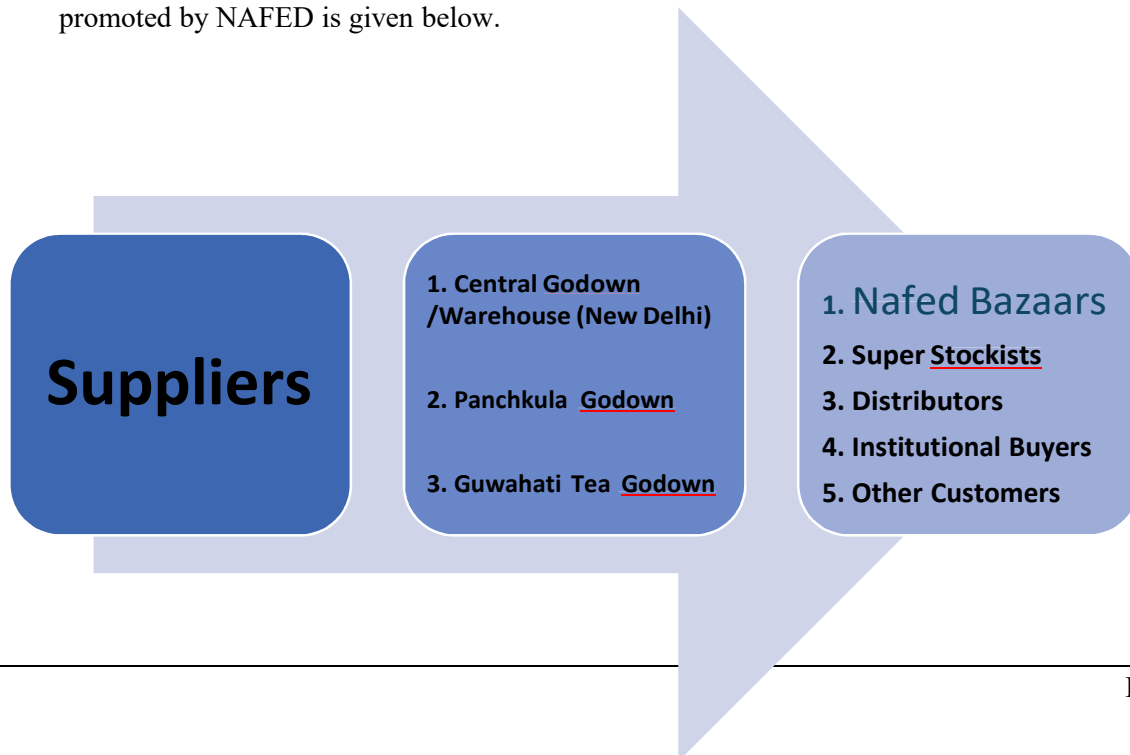 promoted by NAFED is given below.
Suppliers
1. Central Godown
/Warehouse (New Delhi)
2. Panchkula Godown
3. Guwahati Tea Godown
1. Nafed Bazaars
2. Super Stockists
3. Distributors
4. Institutional Buyers
5. Other Customers